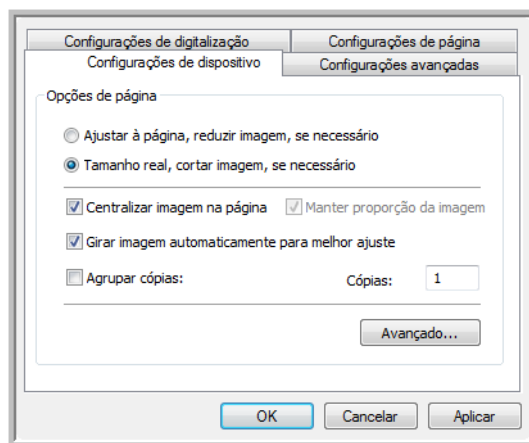 Configurações de digitalização
Configurações de página
Configurações de dispositivo
Configurações avançadas
Opções de página
Ajustar à página, reduzir imagem, se necessário
Tamanho real, cortar imagem, se necessário
Centralizar imagem na página
Manter proporção da imagem
Girar imagem automaticamente para melhor ajuste
Agrupar cópias:
Cópias:
1
Avançado...
OK
Cancelar
Aplicar